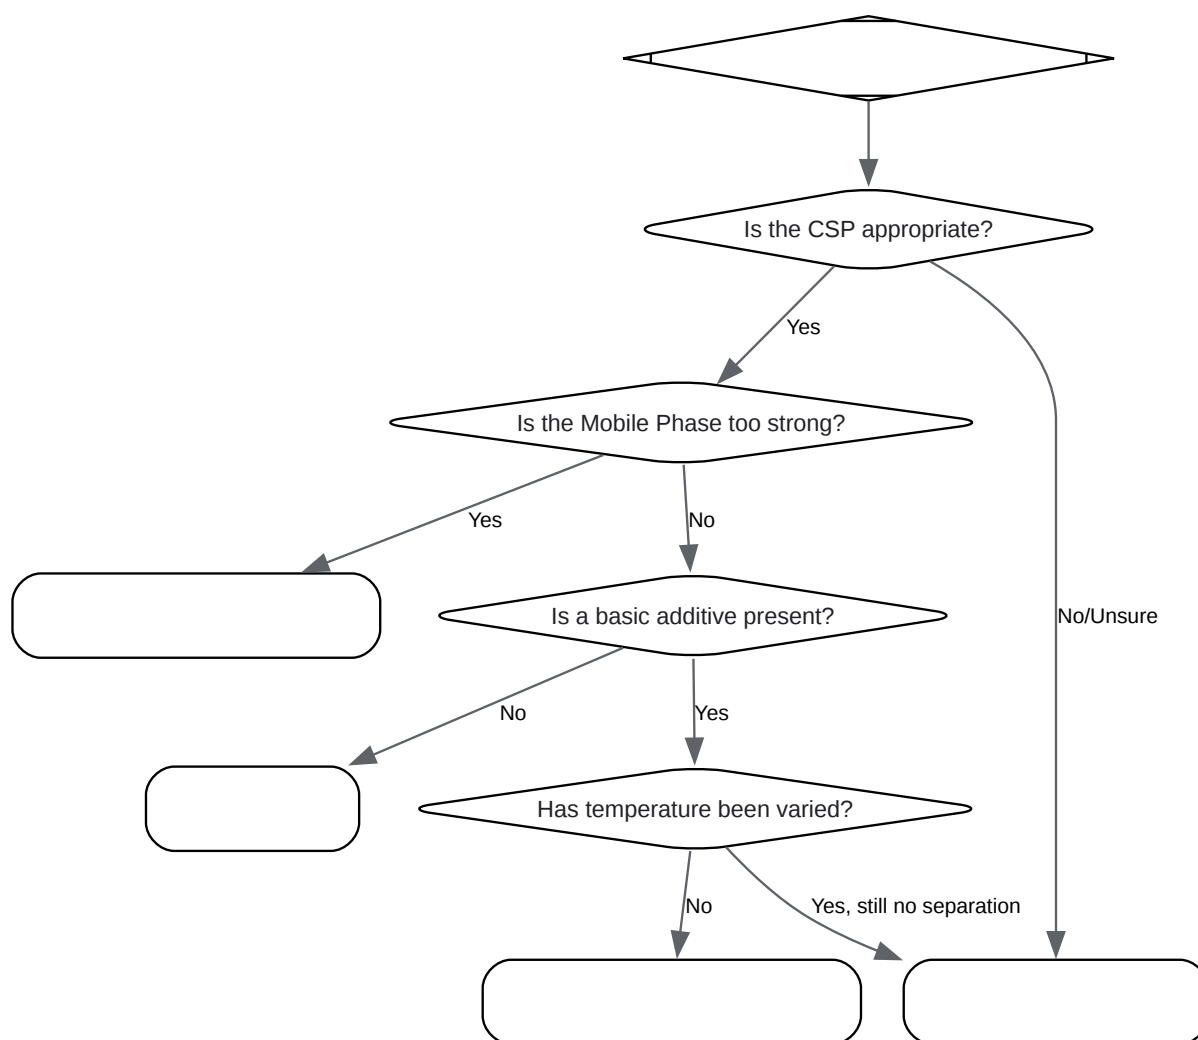 Is the CSP appropriate?
Yes
Is the Mobile Phase too strong?
Yes
No
Is a basic additive present?
No/Unsure
No
Yes
Has temperature been varied?
No
Yes, still no separation